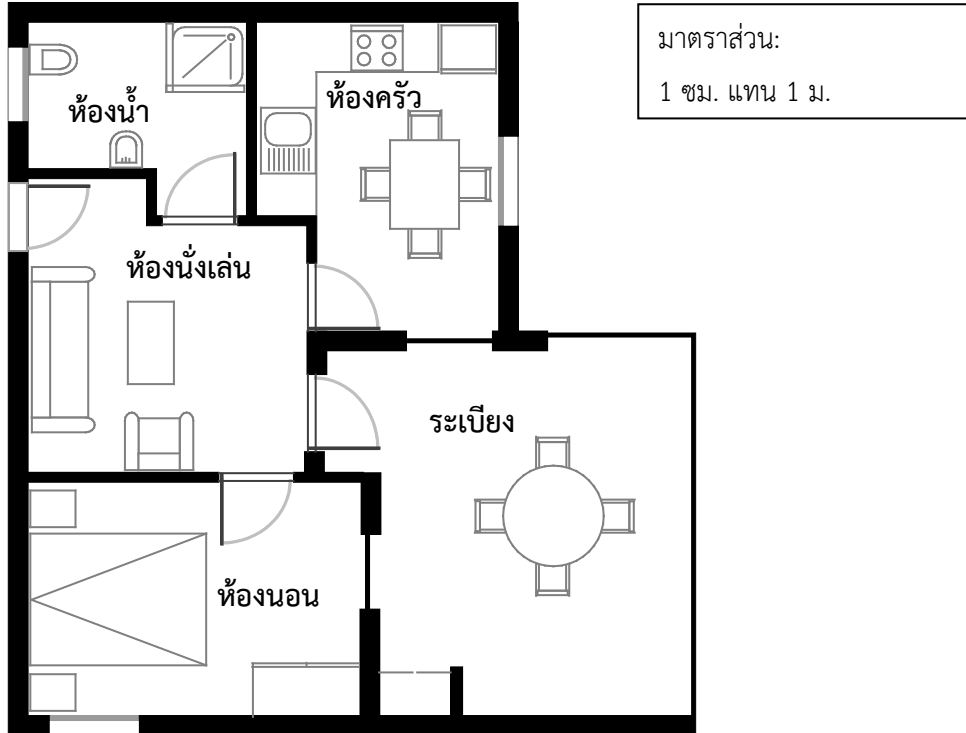 มาตราส่วน:
1 ซม. แทน 1 ม.
ห้องน้ำ
ห้องครัว
ห้องนั่งเล่น
ระเบียง
ห้องนอน